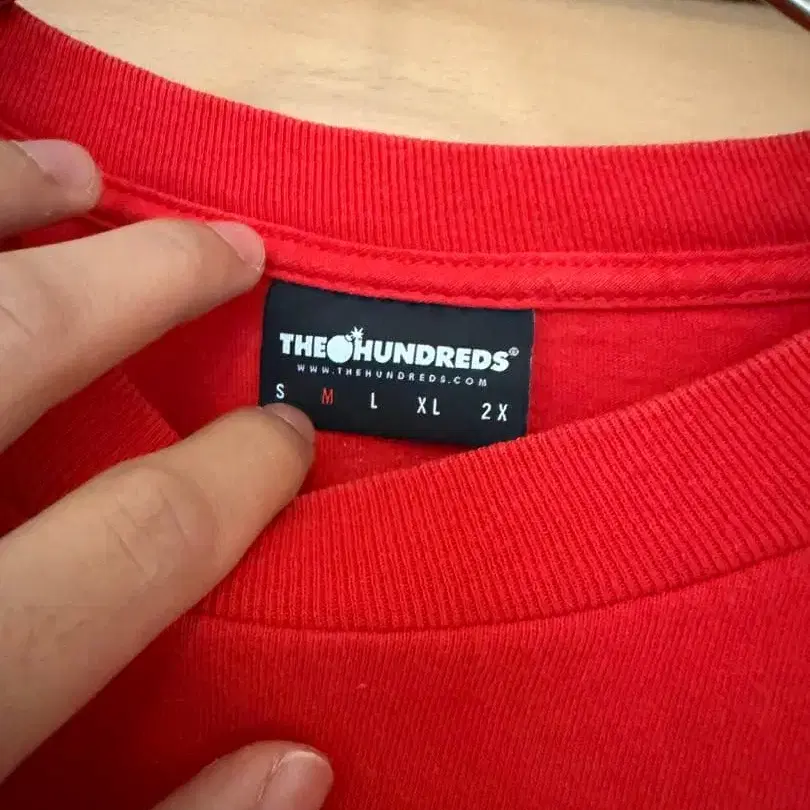 THE HUNDREDS®
WWW.THEHUNDREDS.COM
S M L XL 2X